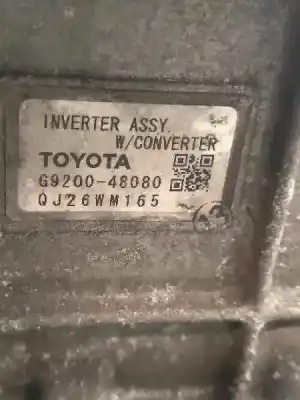 INVERTER ASSY.
W/CONVERTER
TOYOTA
G9200-48080
QJ26WM165